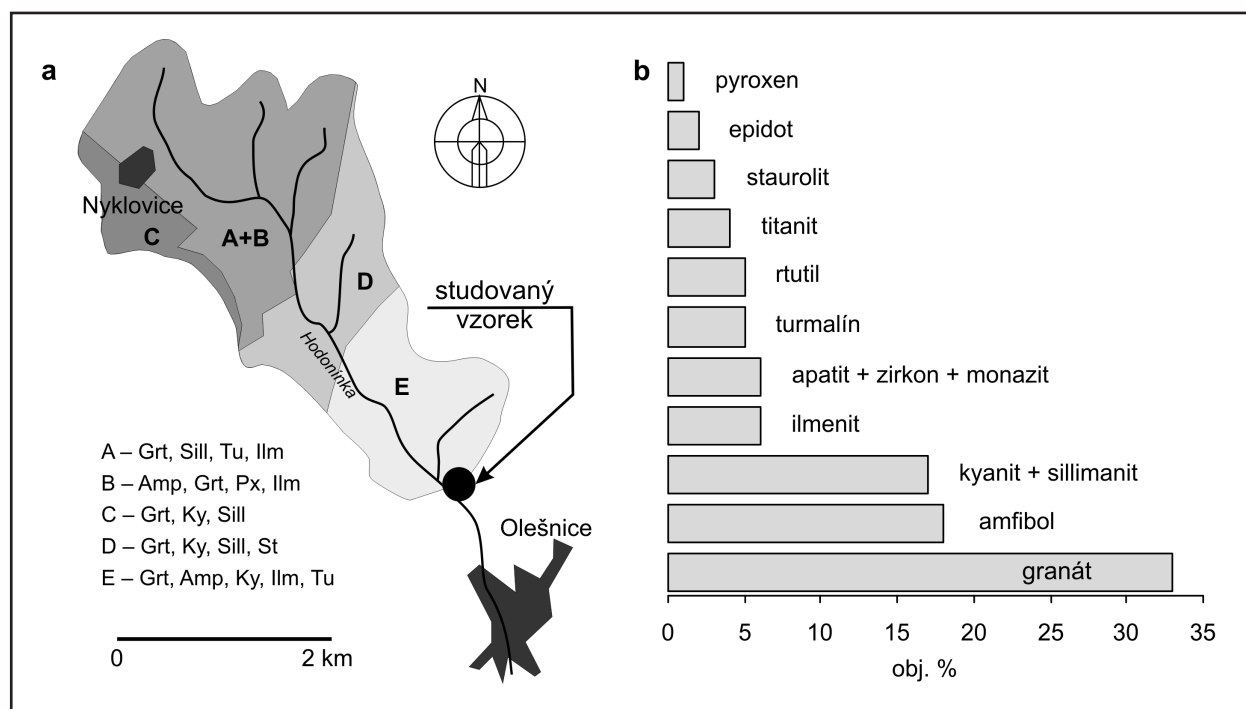 a
N
Nyklovice
C
A+B
D
studovaný
vzorek
Hodonínka
E
A – Grt, Sill, Tu, Ilm
B – Amp, Grt, Px, Ilm
C – Grt, Ky, Sill
D – Grt, Ky, Sill, St
E – Grt, Amp, Ky, Ilm, Tu
Olešnice
0
2 km
b
pyroxen
epidot
staurolit
titanit
rtutil
turmalín
apatit + zirkon + monazit
ilmenit
kyanit + sillimanit
amfibol
granát
0 5 10 15 20 25 30 35
obj. %